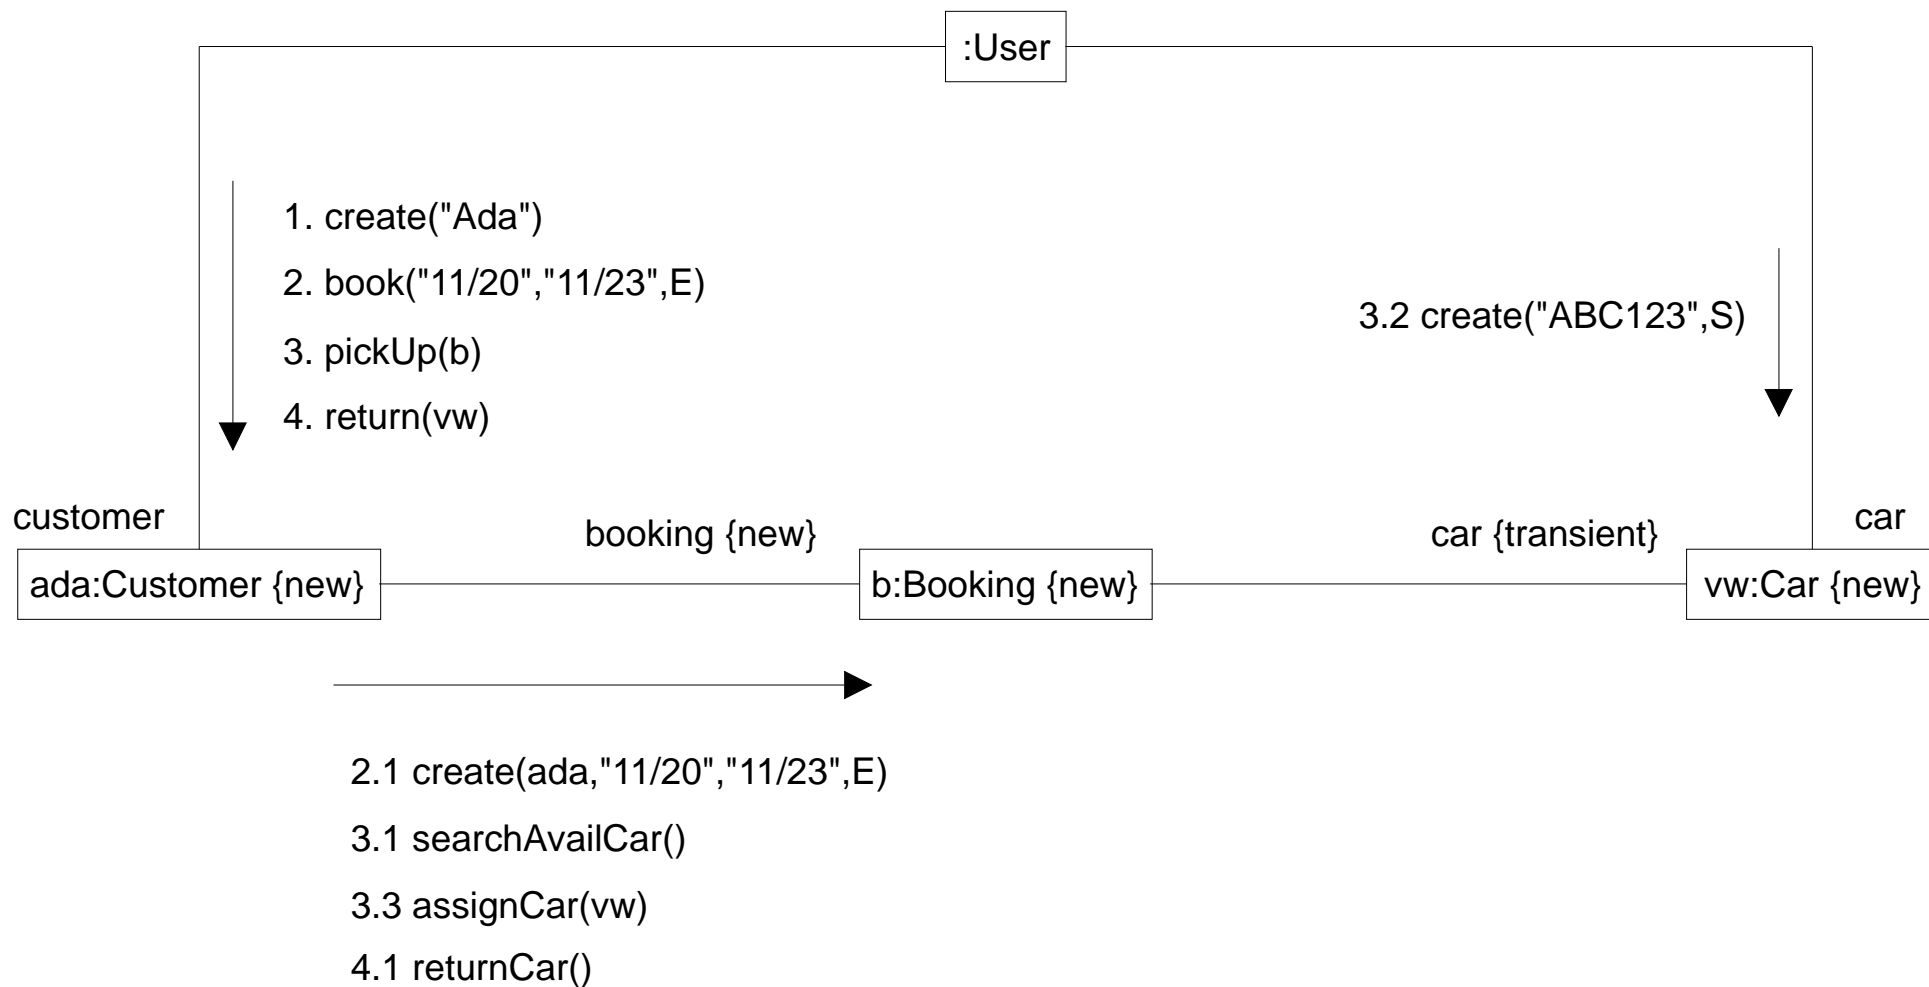 :User
1. create("Ada")
2. book("11/20","11/23",E)
3. pickUp(b)
4. return(vw)
3.2 create("ABC123",S)
customer
booking {new}
car {transient}
car
ada:Customer {new}
b:Booking {new}
vw:Car {new}
2.1 create(ada,"11/20","11/23",E)
3.1 searchAvailCar()
3.3 assignCar(vw)
4.1 returnCar()